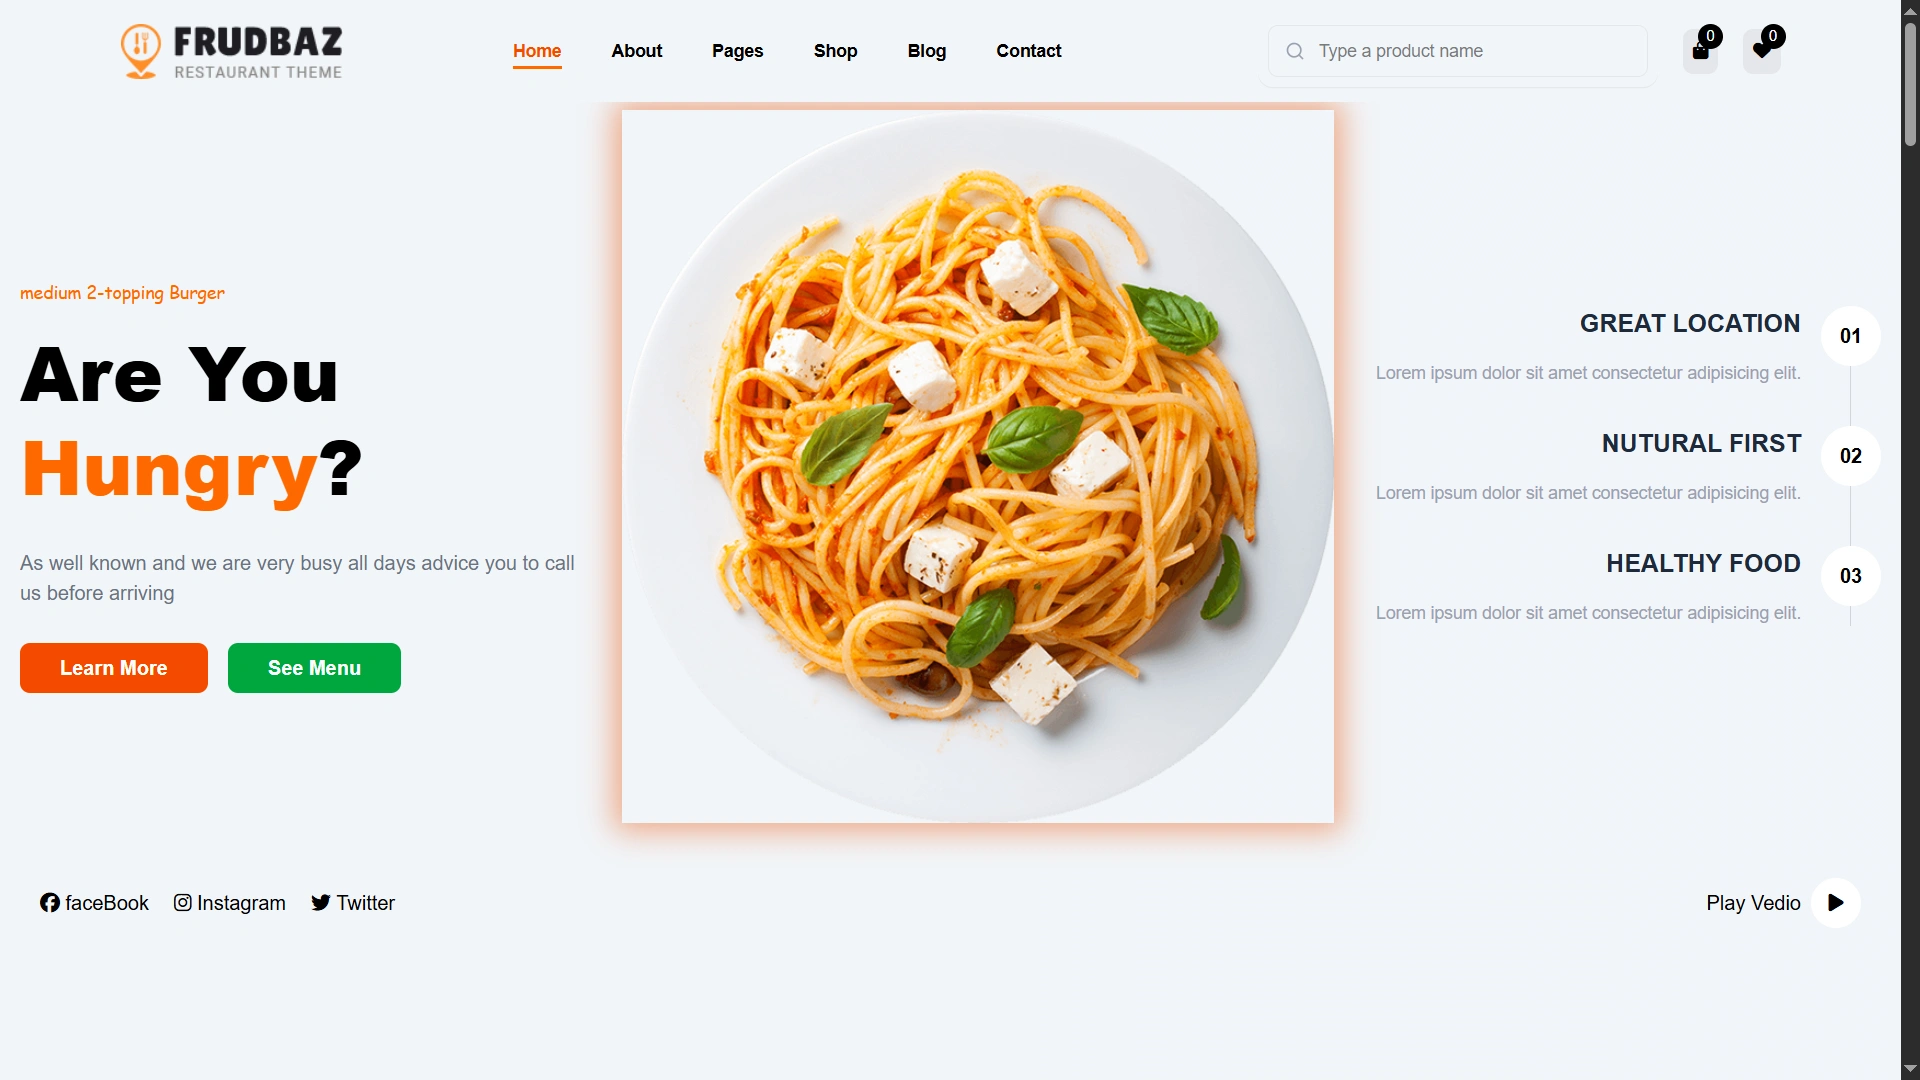 FRUDBAZ
RESTAURANT THEME
Home
About
Pages
Shop
Blog
Contact
Type a product name
0
0
medium 2-topping Burger
Are You
Hungry?
As well known and we are very busy all days advice you to call
us before arriving
Learn More
See Menu
GREAT LOCATION
01
Lorem ipsum dolor sit amet consectetur adipisicing elit.
NUTURAL FIRST
02
Lorem ipsum dolor sit amet consectetur adipisicing elit.
HEALTHY FOOD
03
Lorem ipsum dolor sit amet consectetur adipisicing elit.
faceBook
Instagram
Twitter
Play Vedio